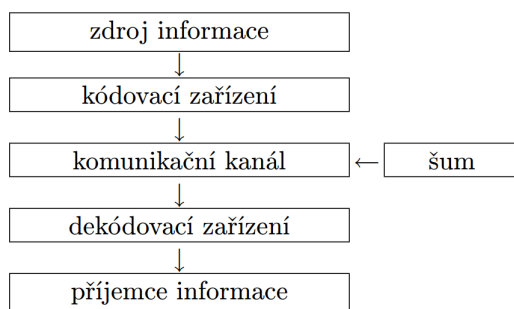 zdroj informace
kódovací zařízení
komunikační kanál
šum
dekódovací zařízení
příjemce informace